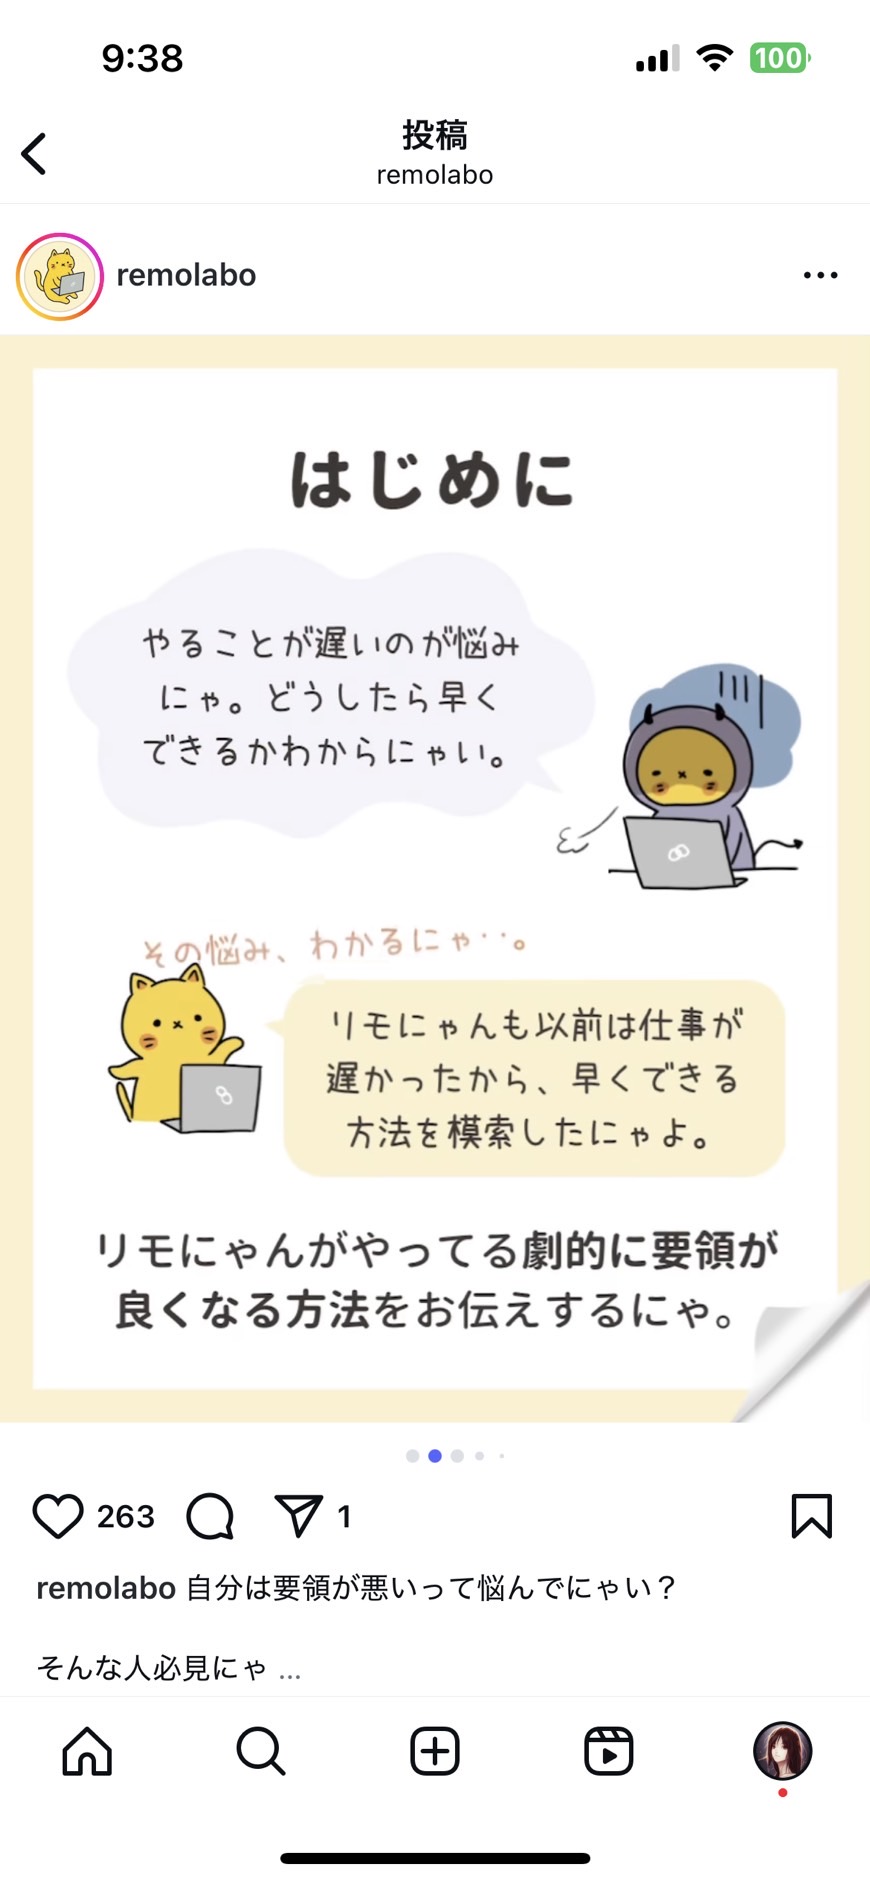 9:38
100
投稿
remolabo
remolabo
はじめに
やることが遅いのが悩み
にゃ。どうしたら早く
できるかわからにゃい。
その悩み、わかるにゃ··。
リモにゃんも以前は仕事が
遅かったから、早くできる
方法を模索したにゃよ。
リモにゃんがやってる劇的に要領が
良くなる方法をお伝えするにゃ。
263
1
remolabo 自分は要領が悪いって悩んでにゃい？
そんな人必見にゃ ...